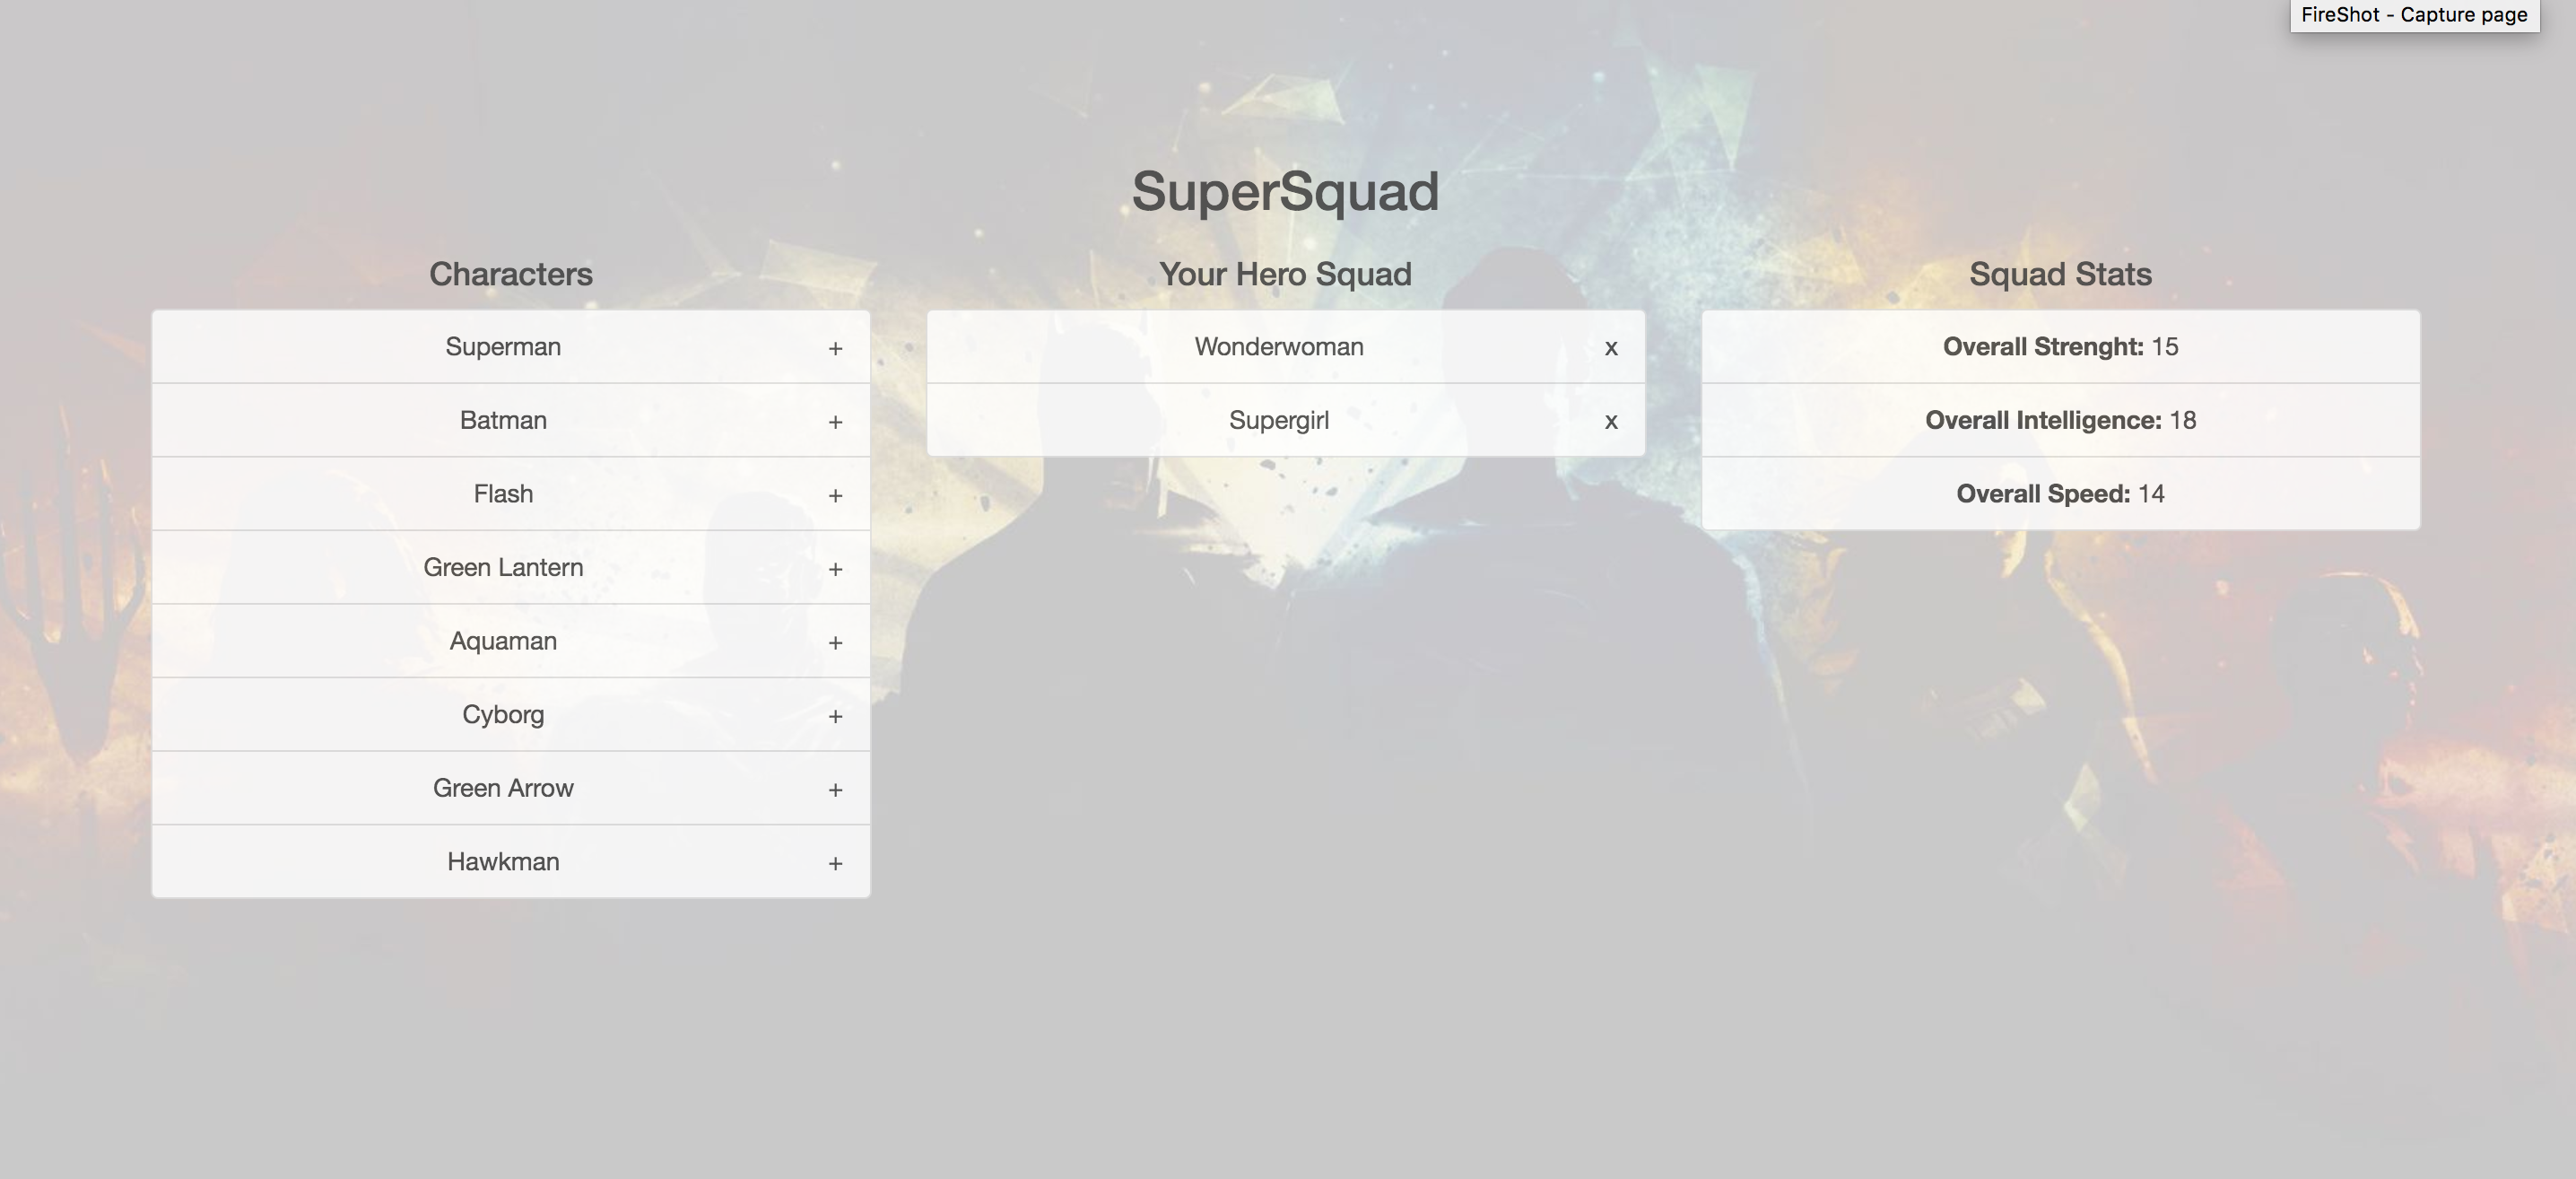 FireShot - Capture page
SuperSquad
Characters
Superman +
Batman +
Flash +
Green Lantern +
Aquaman +
Cyborg +
Green Arrow +
Hawkman +
Your Hero Squad
Wonderwoman x
Supergirl x
Squad Stats
Overall Strenght: 15
Overall Intelligence: 18
Overall Speed: 14